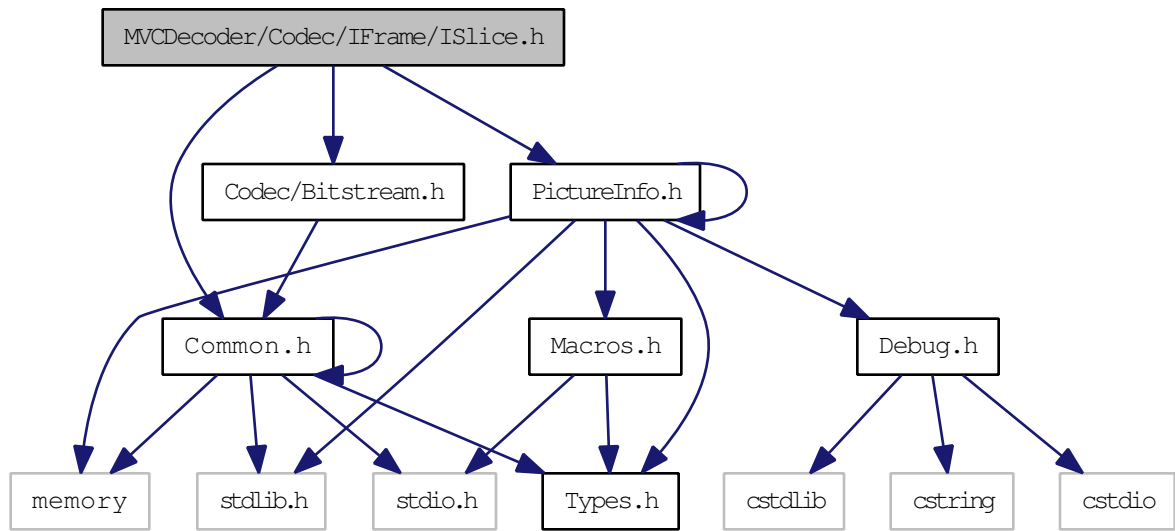 MVCDecoder/Codec/IFrame/ISlice.h
Codec/Bitstream.h
PictureInfo.h
Common.h
Macros.h
Debug.h
memory
stdlib.h
stdio.h
Types.h
cstdlib
cstring
cstdio